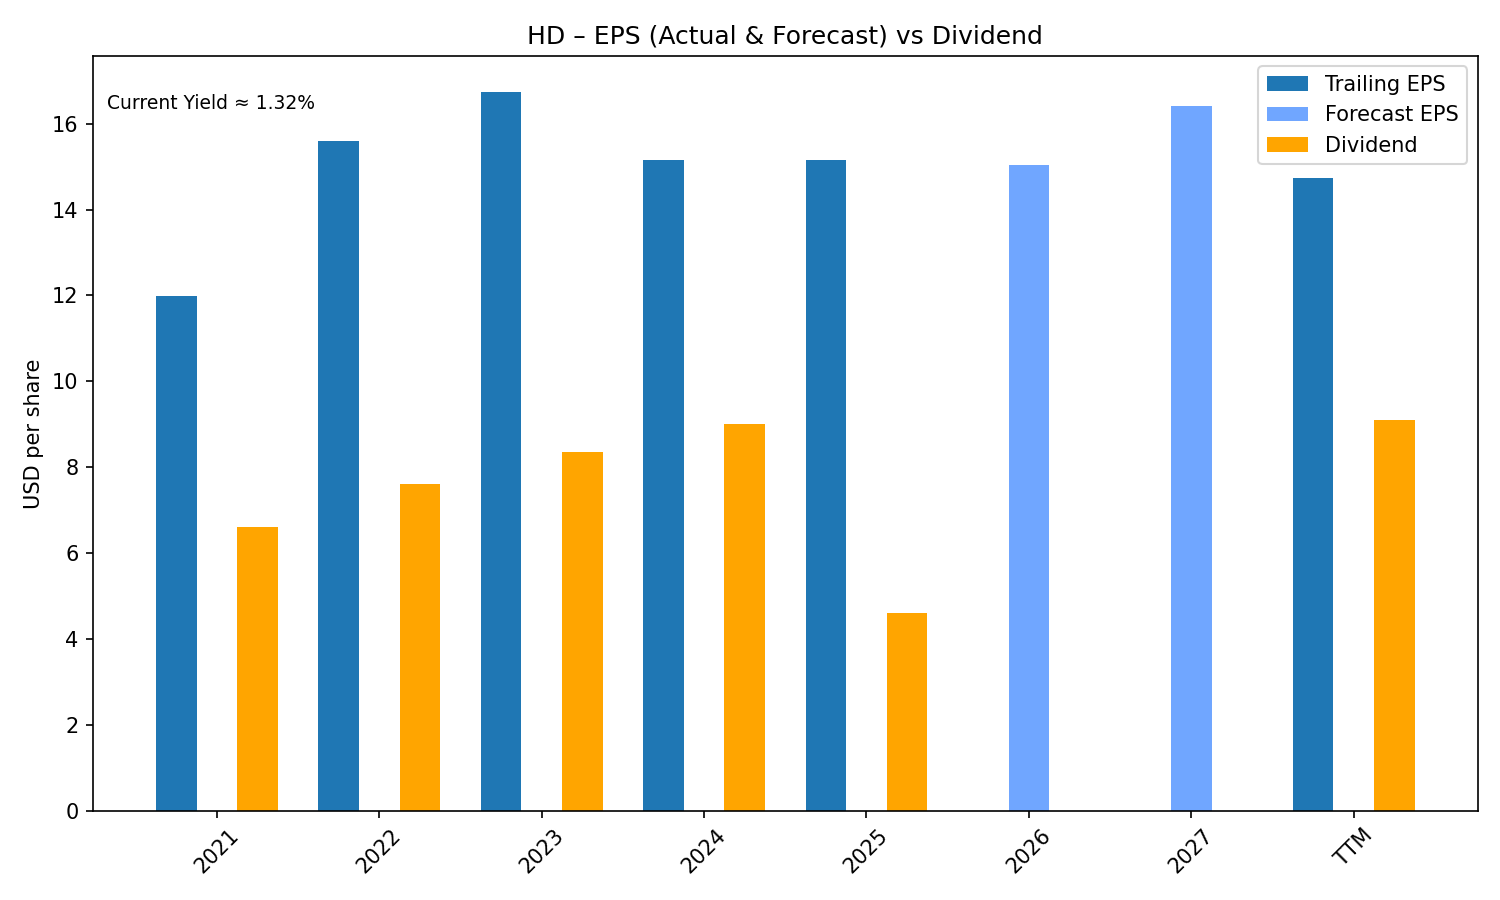 HD – EPS (Actual & Forecast) vs Dividend
Current Yield ≈ 1.32%
Trailing EPS
Forecast EPS
Dividend
USD per share
16
14
12
10
8
6
4
2
0
2021
2022
2023
2024
2025
2026
2027
TTM